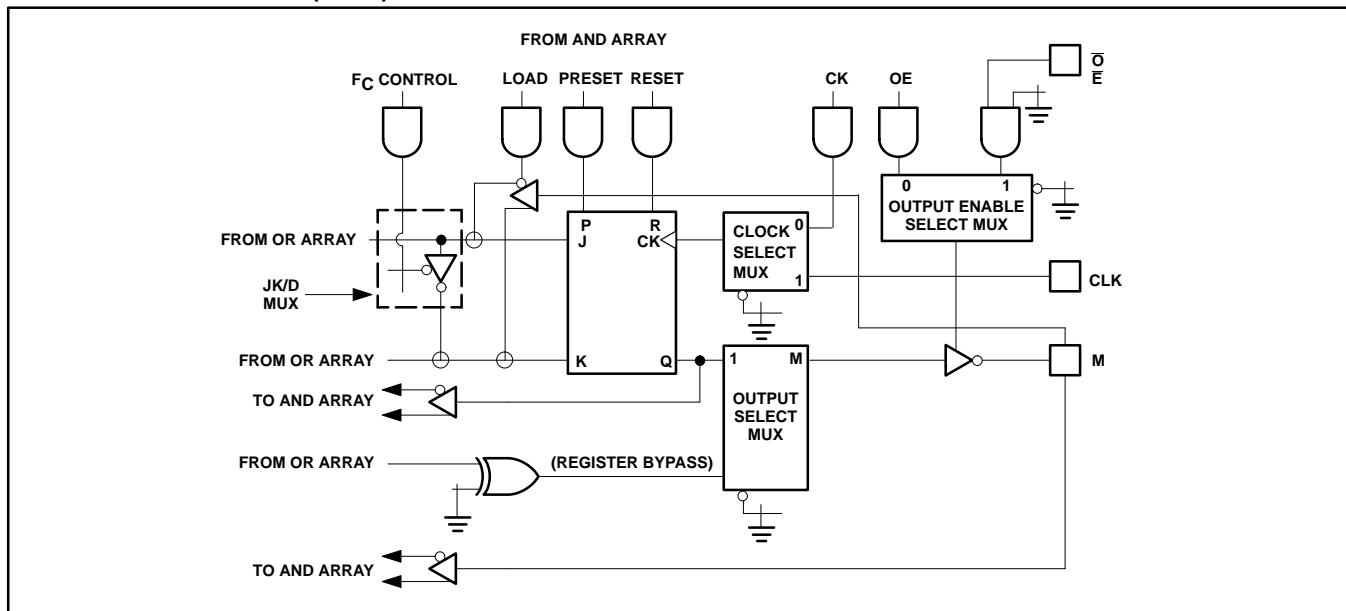 FROM AND ARRAY
FC CONTROL
LOAD
PRESET
RESET
CK
OE
O̅
E̅
0
1
OUTPUT ENABLE
SELECT MUX
P
R
J
CK
CLOCK
SELECT
MUX
0
1
FROM OR ARRAY
JK/D
MUX
CLK
FROM OR ARRAY
K
Q
1
M
OUTPUT
SELECT
MUX
M
TO AND ARRAY
FROM OR ARRAY
(REGISTER BYPASS)
TO AND ARRAY